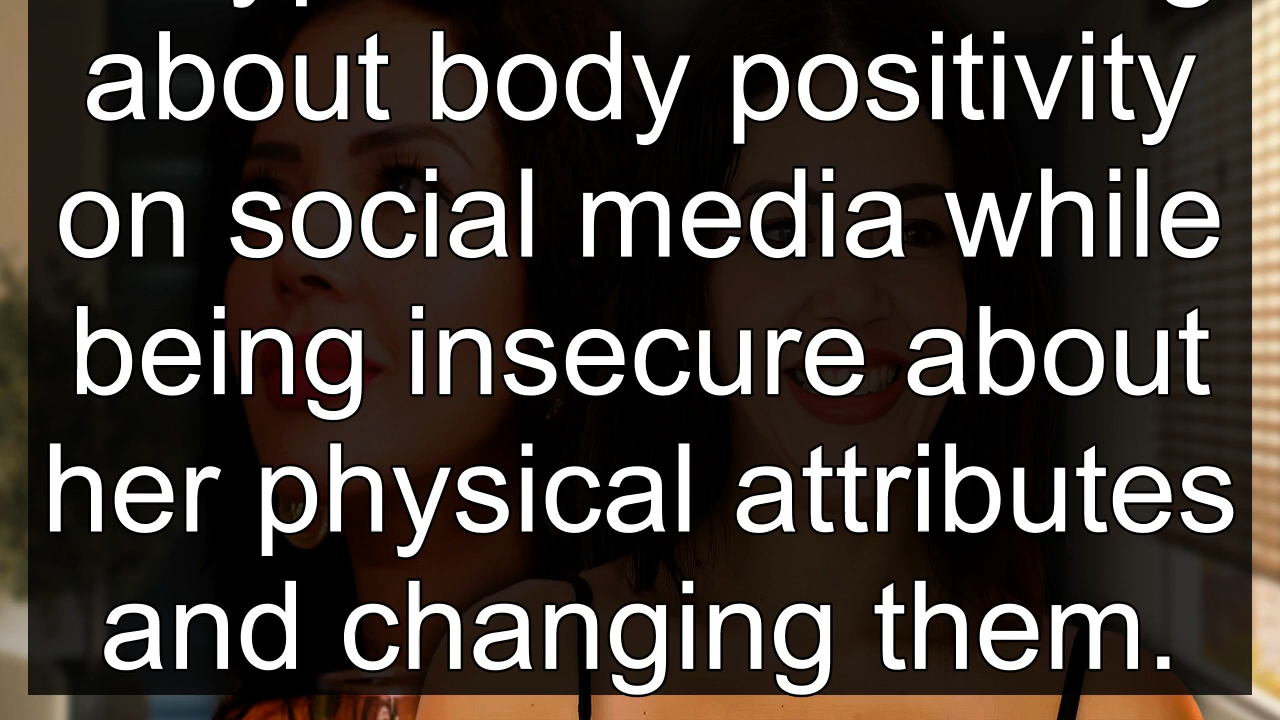 about body positivity
on social media while
being insecure about
her physical attributes
and changing them.